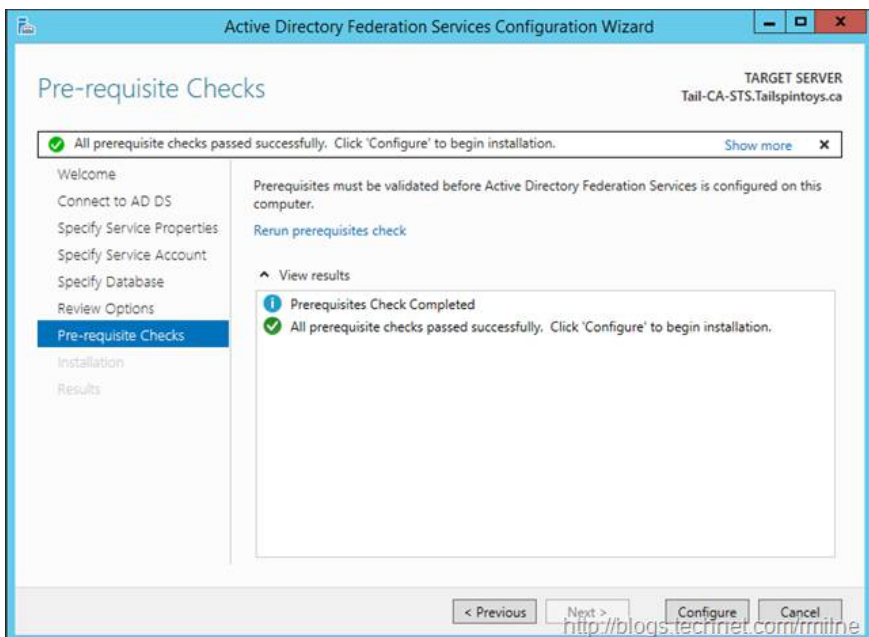 Active Directory Federation Services Configuration Wizard
Pre-requisite Checks
TARGET SERVER
Tail-CA-STS.Tailspintoys.ca
All prerequisite checks passed successfully. Click 'Configure' to begin installation.
Show more
Welcome
Connect to AD DS
Specify Service Properties
Specify Service Account
Specify Database
Review Options
Pre-requisite Checks
Installation
Results
Prerequisites must be validated before Active Directory Federation Services is configured on this
computer.
Rerun prerequisites check
View results
Prerequisites Check Completed
All prerequisite checks passed successfully. Click 'Configure' to begin installation.
< Previous
Next >
Configure
Cancel
http://blogs.technet.com/rmilne